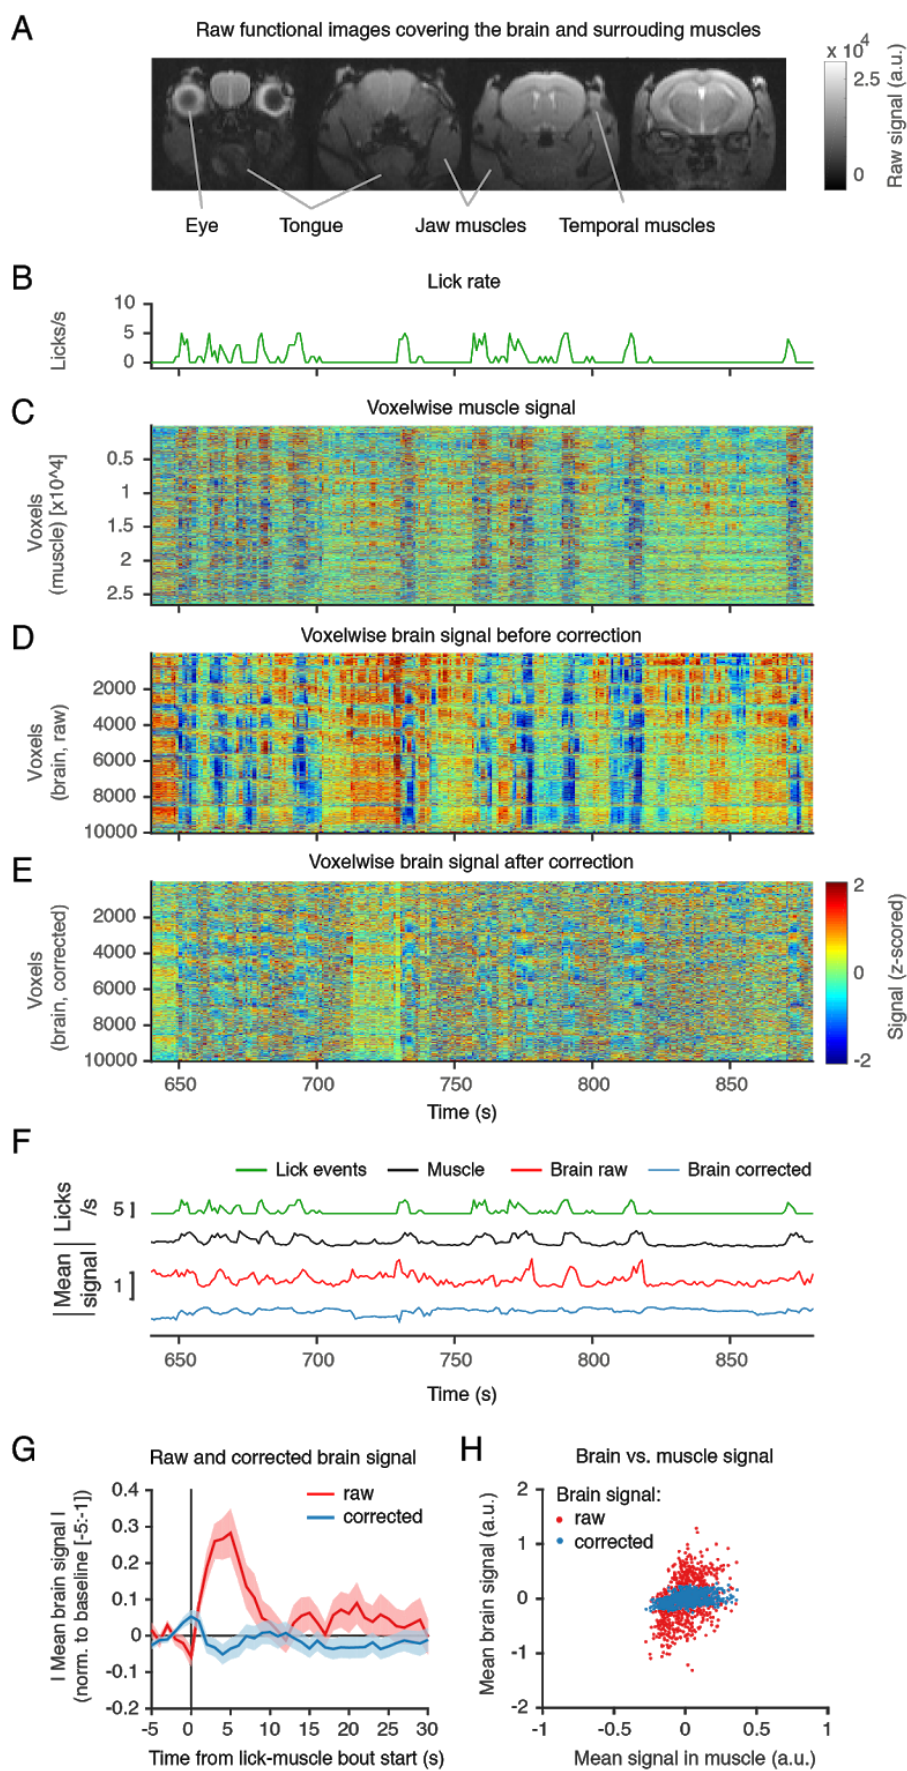 A
Raw functional images covering the brain and surrouding muscles
x 10^4
2.5
0
Raw signal (a.u.)
Eye
Tongue
Jaw muscles
Temporal muscles
B
Lick rate
Licks/s
10
5
0
C
Voxelwise muscle signal
Voxels
(muscle) [x10^4]
0.5
1
1.5
2
2.5
D
Voxelwise brain signal before correction
Voxels
(brain, raw)
2000
4000
6000
8000
10000
E
Voxelwise brain signal after correction
Voxels
(brain, corrected)
2000
4000
6000
8000
10000
2
0
-2
Signal (z-scored)
650 700 750 800 850
Time (s)
F
Lick events
Muscle
Brain raw
Brain corrected
Licks
/s
5
|Mean
signal|
1
650 700 750 800 850
Time (s)
G
Raw and corrected brain signal
raw
corrected
I Mean brain signal I
(norm. to baseline [-5:-1])
0.4
0.3
0.2
0.1
0
-0.1
-0.2
-5 0 5 10 15 20 25 30
Time from lick-muscle bout start (s)
H
Brain vs. muscle signal
Brain signal:
raw
corrected
Mean brain signal (a.u.)
2
1
0
-1
-2
-1 -0.5 0 0.5 1
Mean signal in muscle (a.u.)